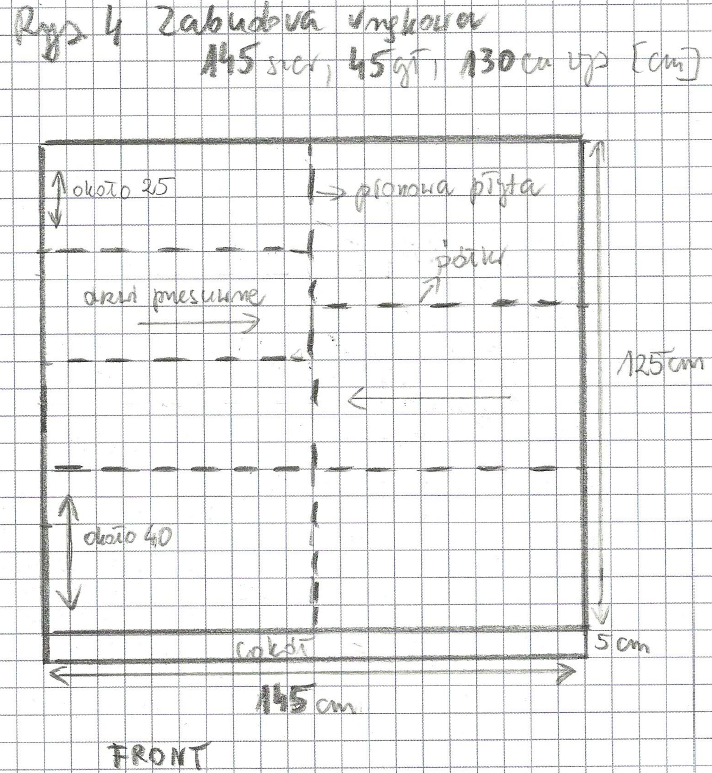 Rys 4 Zabudowa wnękowa
145 szer, 45 gł, 130 cm wys [cm]
około 25
pionowa płyta
półki
drzwi przesuwne
125 cm
około 40
cokół
5 cm
145 cm
FRONT